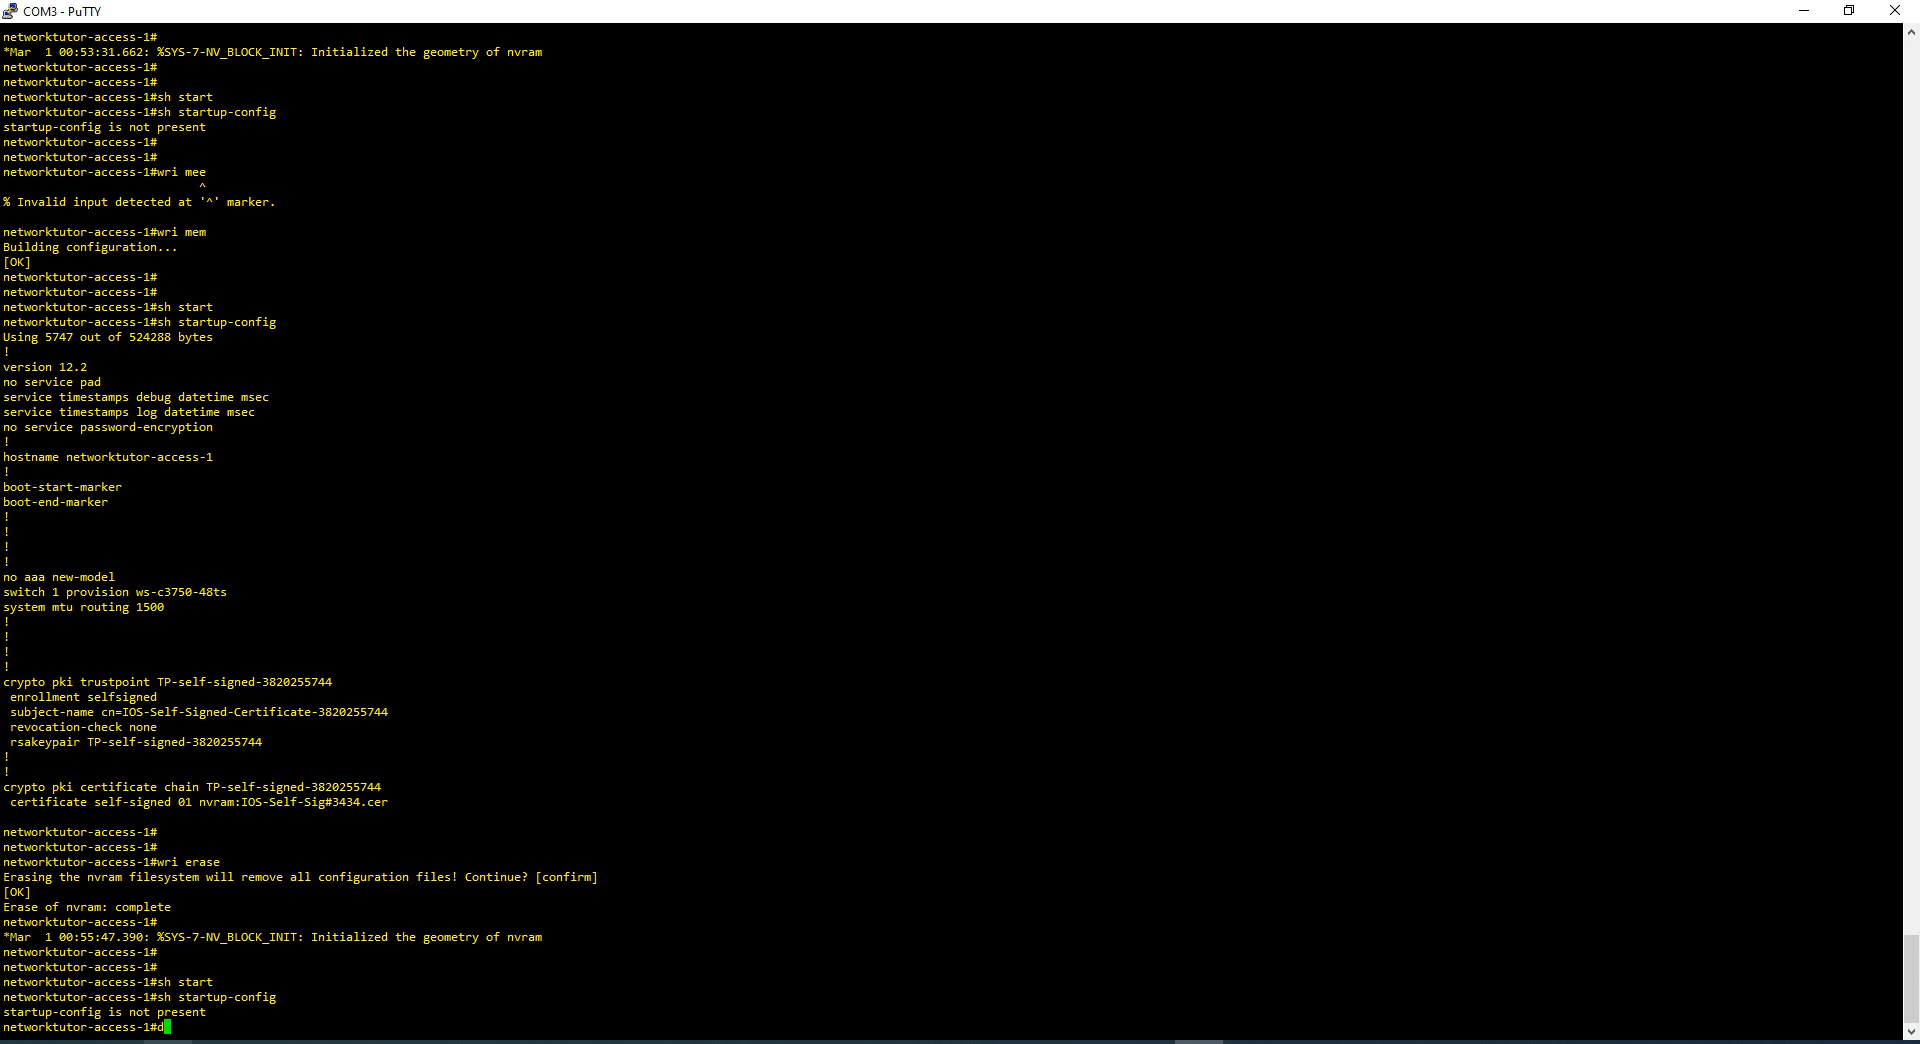 COM3 - PuTTY
networktutor-access-1#
*Mar  1 00:53:31.662: %SYS-7-NV_BLOCK_INIT: Initialized the geometry of nvram
networktutor-access-1#
networktutor-access-1#
networktutor-access-1#sh start
networktutor-access-1#sh startup-config
startup-config is not present
networktutor-access-1#
networktutor-access-1#
networktutor-access-1#wri mee
                            ^
% Invalid input detected at '^' marker.

networktutor-access-1#wri mem
Building configuration...
[OK]
networktutor-access-1#
networktutor-access-1#
networktutor-access-1#sh start
networktutor-access-1#sh startup-config
Using 5747 out of 524288 bytes
!
version 12.2
no service pad
service timestamps debug datetime msec
service timestamps log datetime msec
no service password-encryption
!
hostname networktutor-access-1
!
boot-start-marker
boot-end-marker
!
!
!
!
no aaa new-model
switch 1 provision ws-c3750-48ts
system mtu routing 1500
!
!
!
!
crypto pki trustpoint TP-self-signed-3820255744
 enrollment selfsigned
 subject-name cn=IOS-Self-Signed-Certificate-3820255744
 revocation-check none
 rsakeypair TP-self-signed-3820255744
!
!
crypto pki certificate chain TP-self-signed-3820255744
 certificate self-signed 01 nvram:IOS-Self-Sig#3434.cer

networktutor-access-1#
networktutor-access-1#
networktutor-access-1#wri erase
Erasing the nvram filesystem will remove all configuration files! Continue? [confirm]
[OK]
Erase of nvram: complete
networktutor-access-1#
*Mar  1 00:55:47.390: %SYS-7-NV_BLOCK_INIT: Initialized the geometry of nvram
networktutor-access-1#
networktutor-access-1#
networktutor-access-1#sh start
networktutor-access-1#sh startup-config
startup-config is not present
networktutor-access-1#d